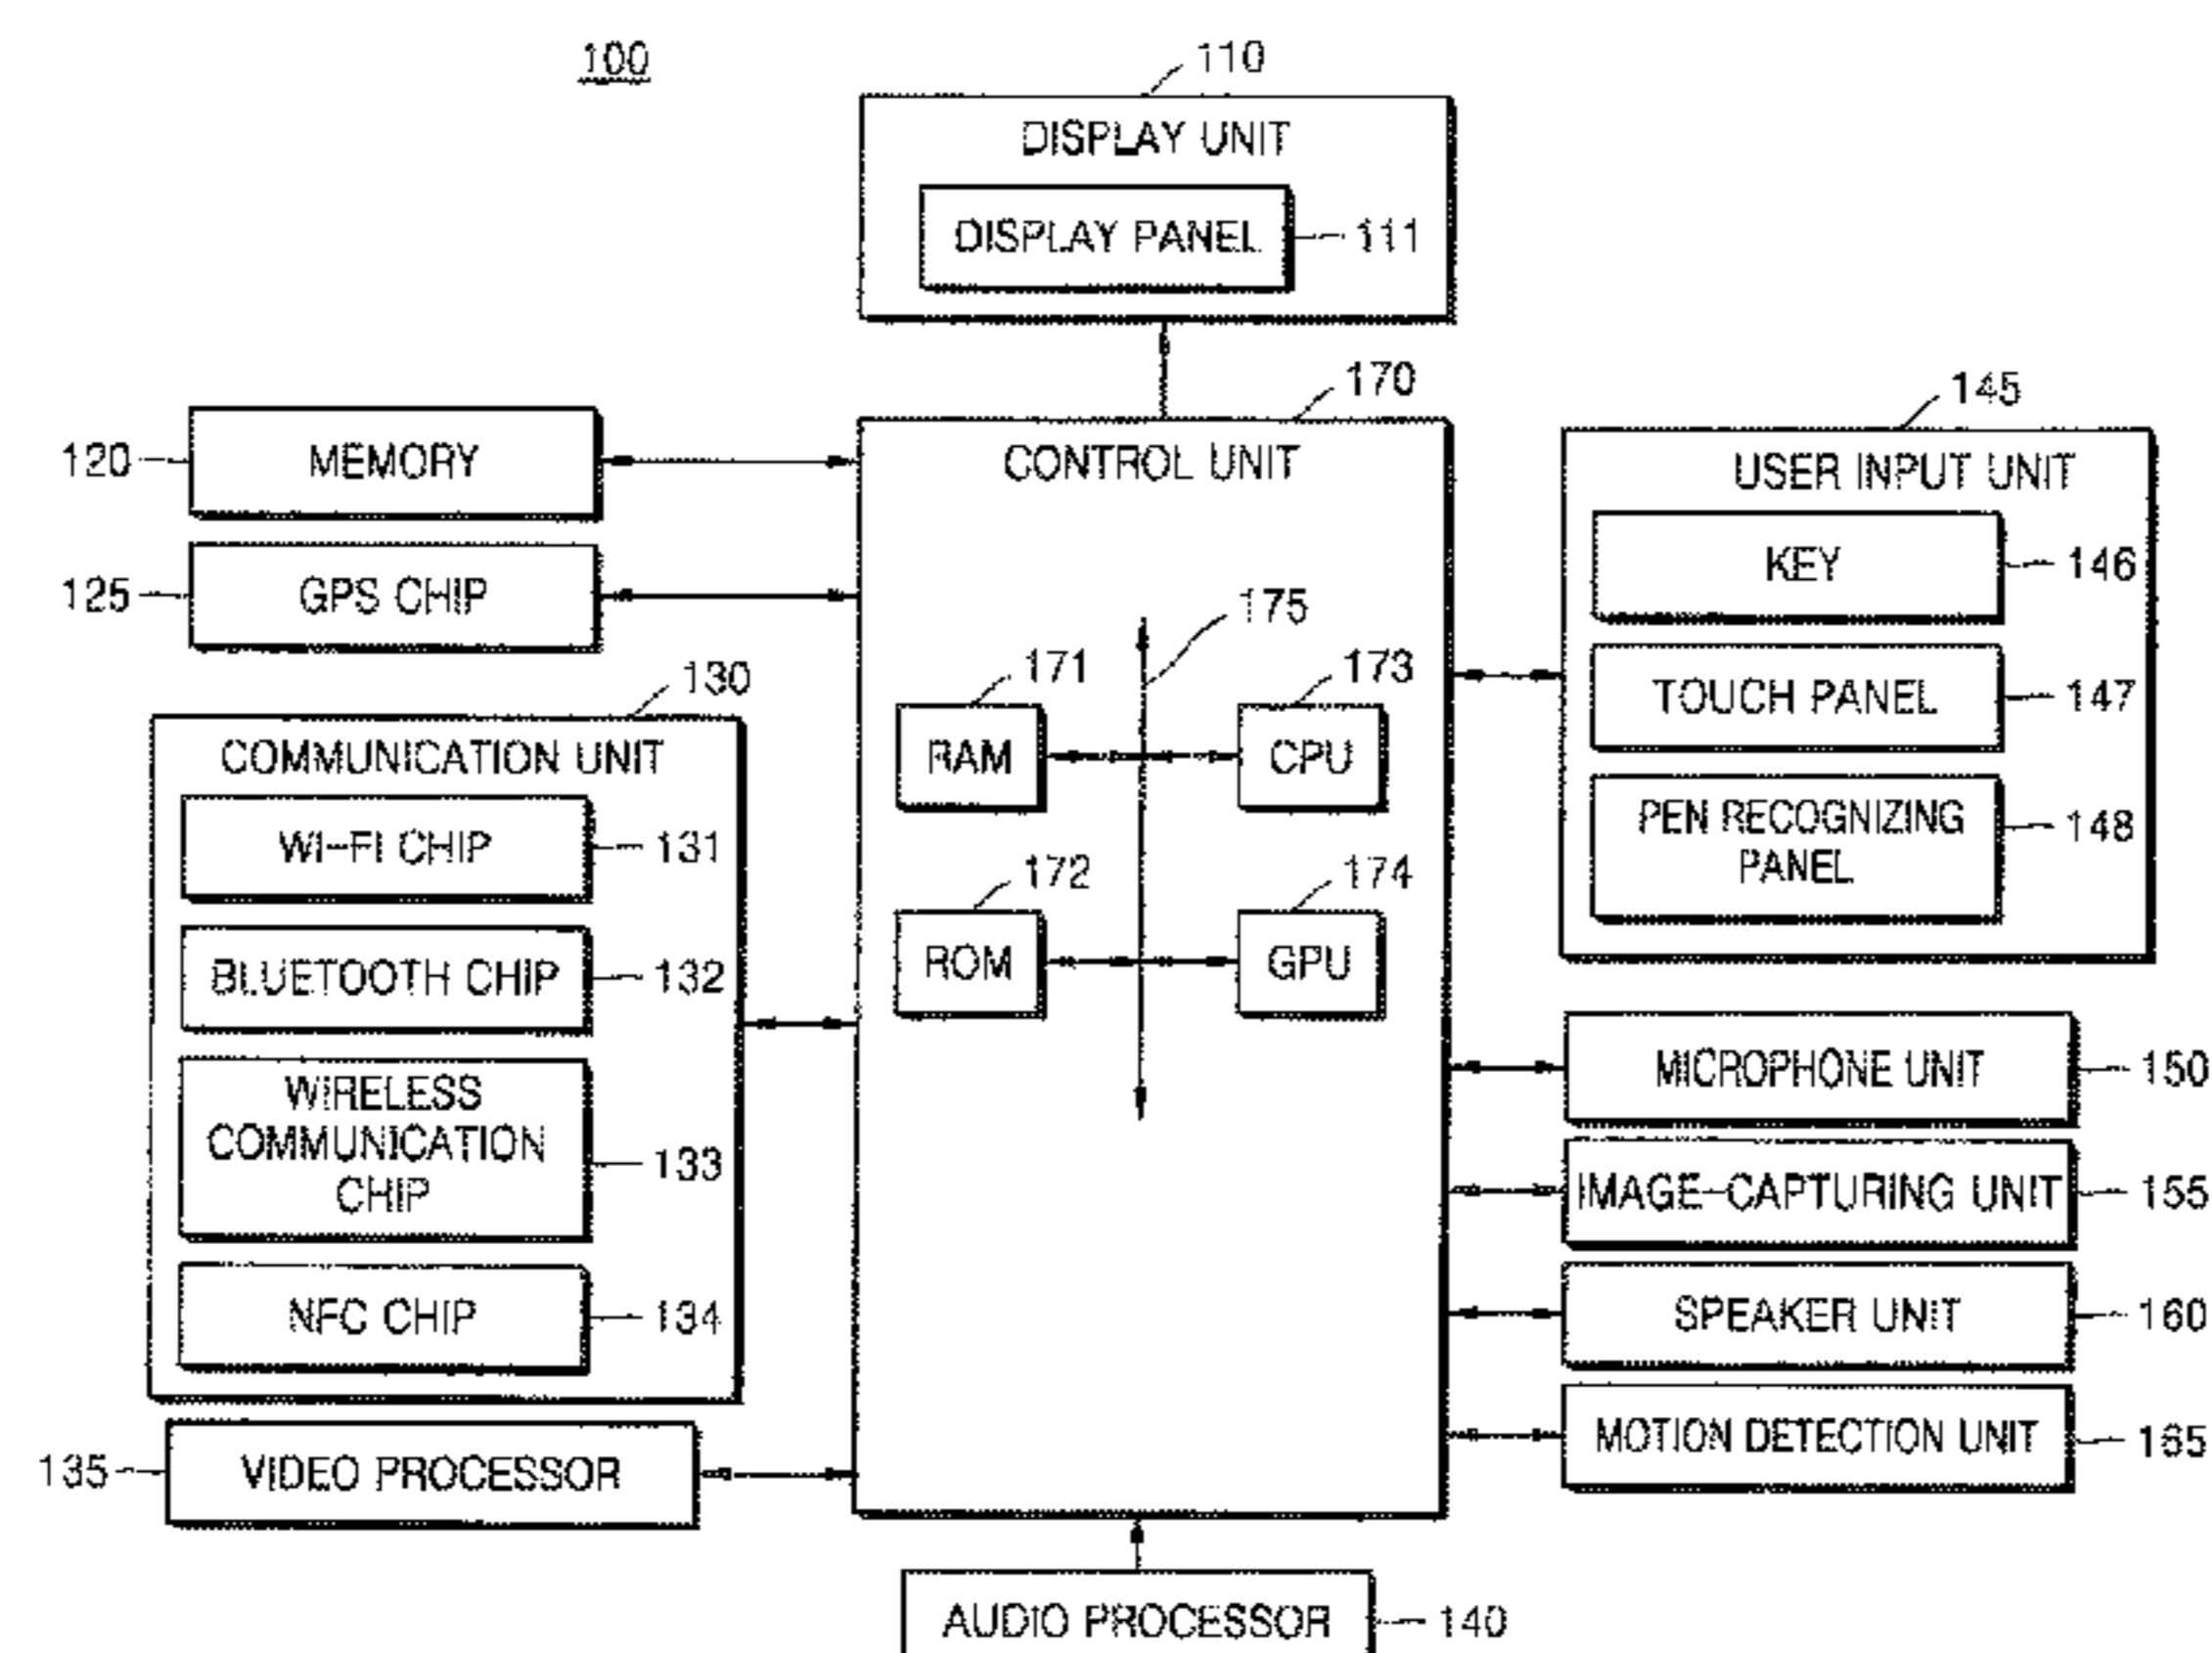 100
110
DISPLAY UNIT
DISPLAY PANEL
111
170
145
120
MEMORY
CONTROL UNIT
USER INPUT UNIT
KEY
146
125
GPS CHIP
175
130
171
173
TOUCH PANEL
147
COMMUNICATION UNIT
RAM
CPU
WI-FI CHIP
131
PEN RECOGNIZING
PANEL
148
172
174
BLUETOOTH CHIP
132
ROM
GPU
WIRELESS
COMMUNICATION
CHIP
133
MICROPHONE UNIT
150
IMAGE-CAPTURING UNIT
155
NFC CHIP
134
SPEAKER UNIT
160
135
VIDEO PROCESSOR
MOTION DETECTION UNIT
165
AUDIO PROCESSOR
140